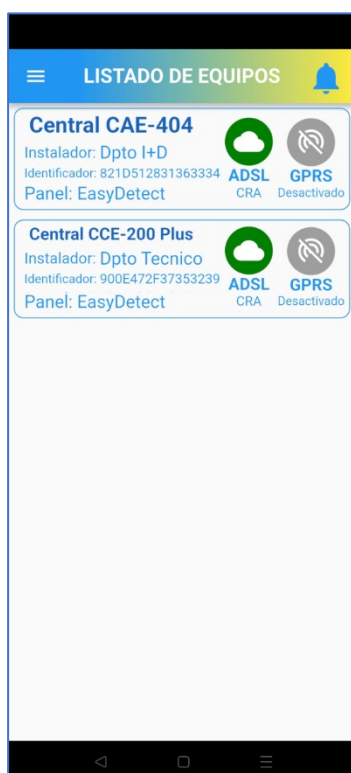 LISTADO DE EQUIPOS
Central CAE-404
Instalador: Dpto I+D
Identificador: 821D512831363334
Panel: EasyDetect
ADSL
CRA
GPRS
Desactivado
Central CCE-200 Plus
Instalador: Dpto Tecnico
Identificador: 900E472F37353239
Panel: EasyDetect
ADSL
CRA
GPRS
Desactivado